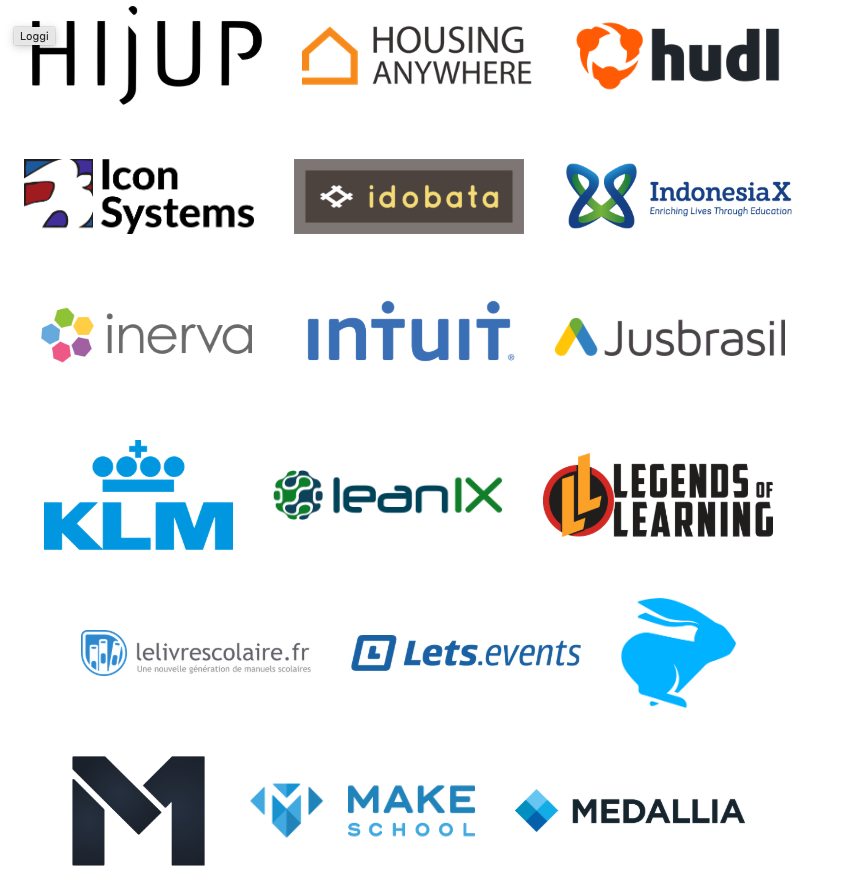 Loggi
HIJUP
HOUSING
ANYWHERE
hudl
Icon
Systems
idobata
IndonesiaX
Enriching Lives Through Education
inerva
INTUIT
®
Jusbrasil
KLM
leanIX
LL
LEGENDS OF
LEARNING
lelivrescolaire.fr
Une nouvelle génération de manuels scolaires
L
Lets.events
M
M
MAKE
SCHOOL
MEDALLIA